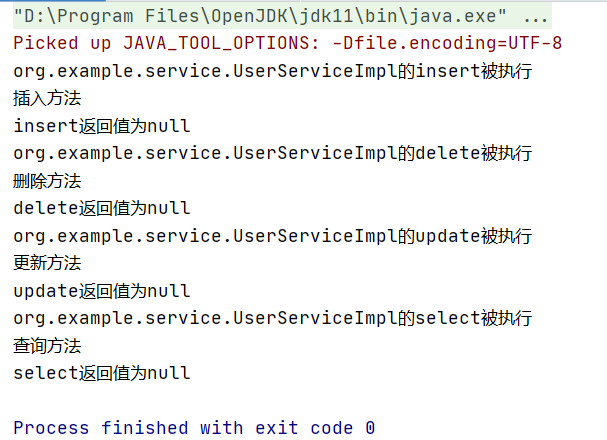 "D:\Program Files\OpenJDK\jdk11\bin\java.exe" ...
Picked up JAVA_TOOL_OPTIONS: -Dfile.encoding=UTF-8
org.example.service.UserServiceImpl的insert被执行
插入方法
insert返回值为null
org.example.service.UserServiceImpl的delete被执行
删除方法
delete返回值为null
org.example.service.UserServiceImpl的update被执行
更新方法
update返回值为null
org.example.service.UserServiceImpl的select被执行
查询方法
select返回值为null
Process finished with exit code 0